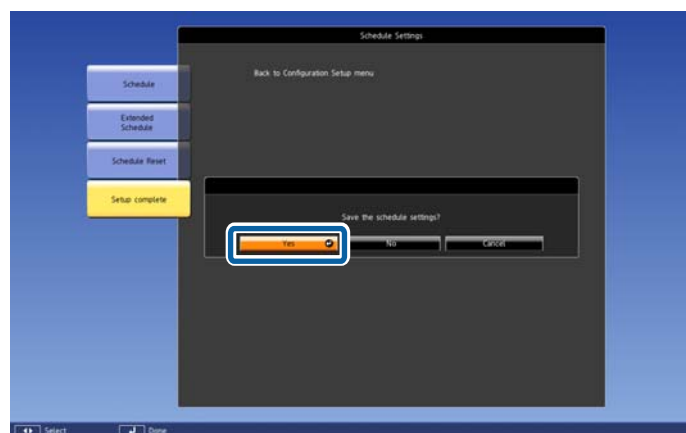 Schedule Settings
Back to Configuration Setup menu
Schedule
Extended
Schedule
Schedule Reset
Setup complete
Save the schedule settings?
Yes No Cancel
Select Done